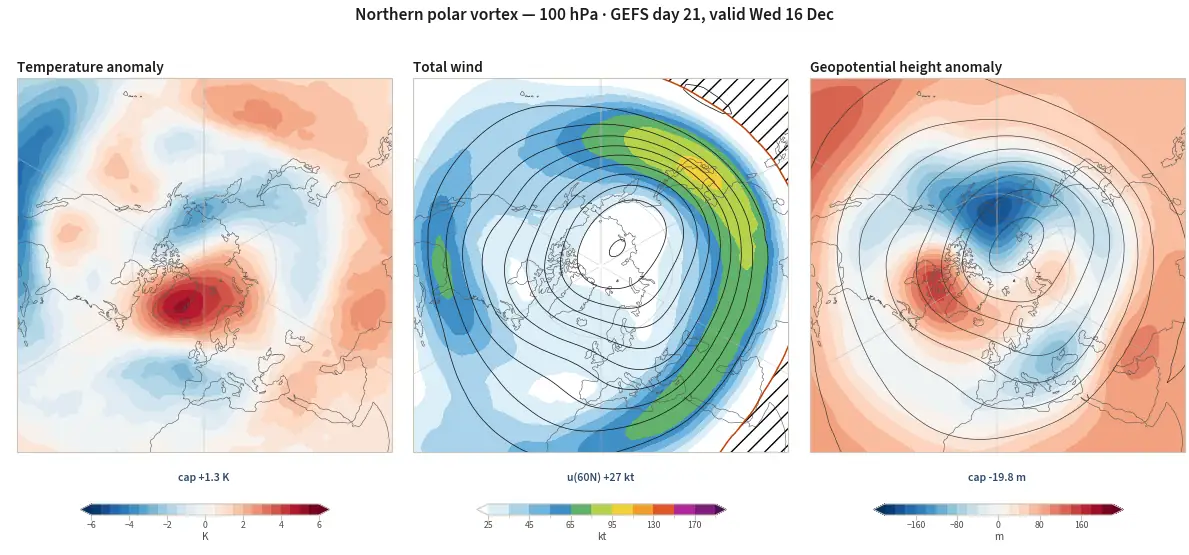 Northern polar vortex — 100 hPa · GEFS day 21, valid Wed 16 Dec
Temperature anomaly
Total wind
Geopotential height anomaly
cap +1.3 K
u(60N) +27 kt
cap -19.8 m
−6 −4 −2 0 2 4 6
K
25 45 65 95 130 170
kt
−160 −80 0 80 160
m